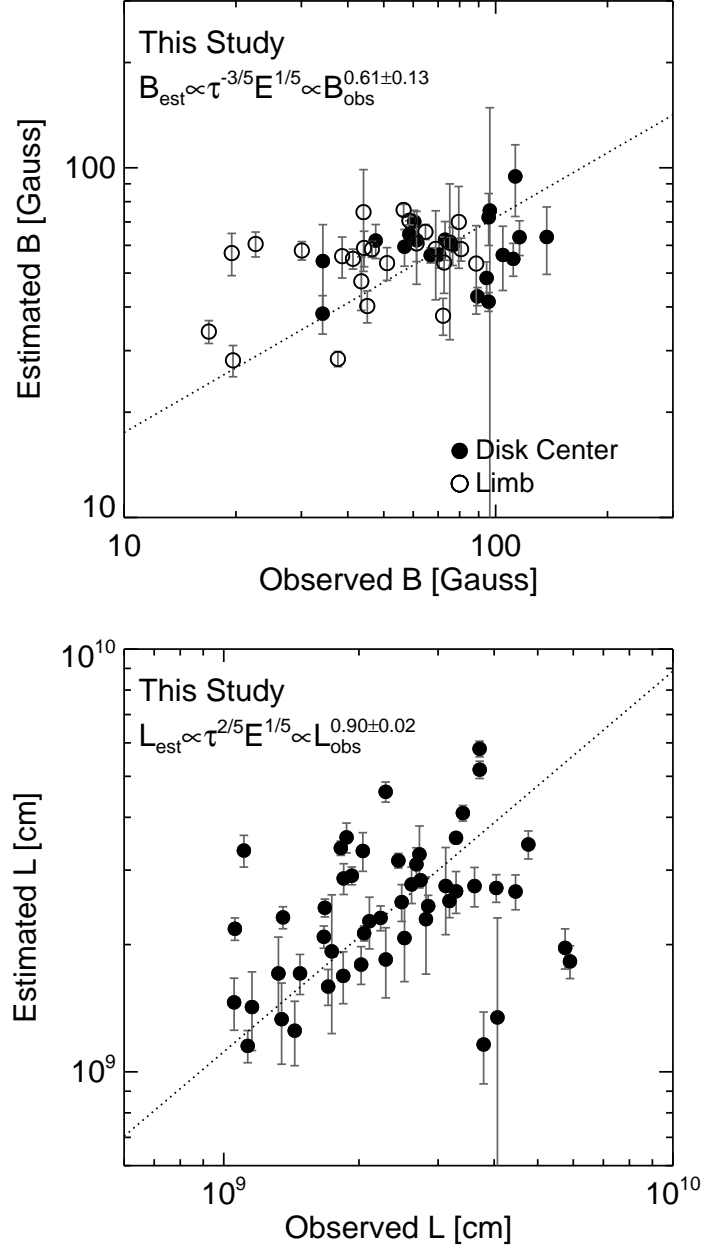 This Study
B_est∝τ^-3/5E^1/5∝B_obs^0.61±0.13
100
10
Estimated B [Gauss]
Disk Center
Limb
10
100
Observed B [Gauss]
10^10
This Study
L_est∝τ^2/5E^1/5∝L_obs^0.90±0.02
10^9
Estimated L [cm]
10^9
10^10
Observed L [cm]